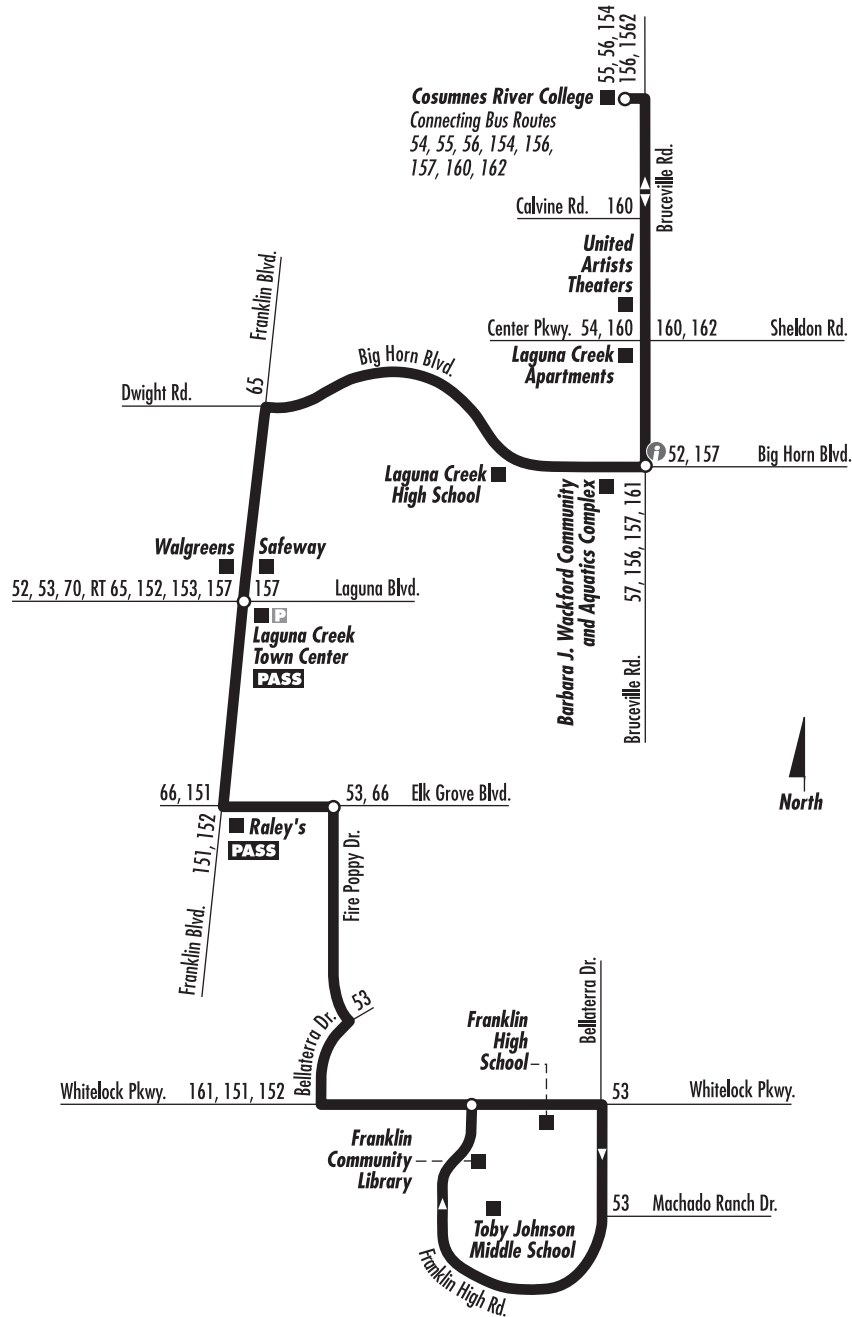 55, 56, 154
156, 1562
Cosumnes River College
Connecting Bus Routes
54, 55, 56, 154, 156,
157, 160, 162
Bruceville Rd.
Calvine Rd. 160
United
Artists
Theaters
Center Pkwy. 54, 160
160, 162 Sheldon Rd.
Laguna Creek
Apartments
Franklin Blvd.
65
Big Horn Blvd.
Dwight Rd.
i 52, 157 Big Horn Blvd.
Laguna Creek
High School
Barbara J. Wackford Community
and Aquatics Complex
57, 156, 157, 161
Bruceville Rd.
Walgreens
Safeway
52, 53, 70, RT 65, 152, 153, 157
157 Laguna Blvd.
P
Laguna Creek
Town Center
PASS
North
66, 151
53, 66 Elk Grove Blvd.
151, 152
Franklin Blvd.
Raley's
PASS
Fire Poppy Dr.
53
Bellaterra Dr.
Bellaterra Dr.
Franklin
High
School
Whitelock Pkwy. 161, 151, 152
53 Whitelock Pkwy.
Franklin
Community
Library
Toby Johnson
Middle School
53 Machado Ranch Dr.
Franklin High Rd.